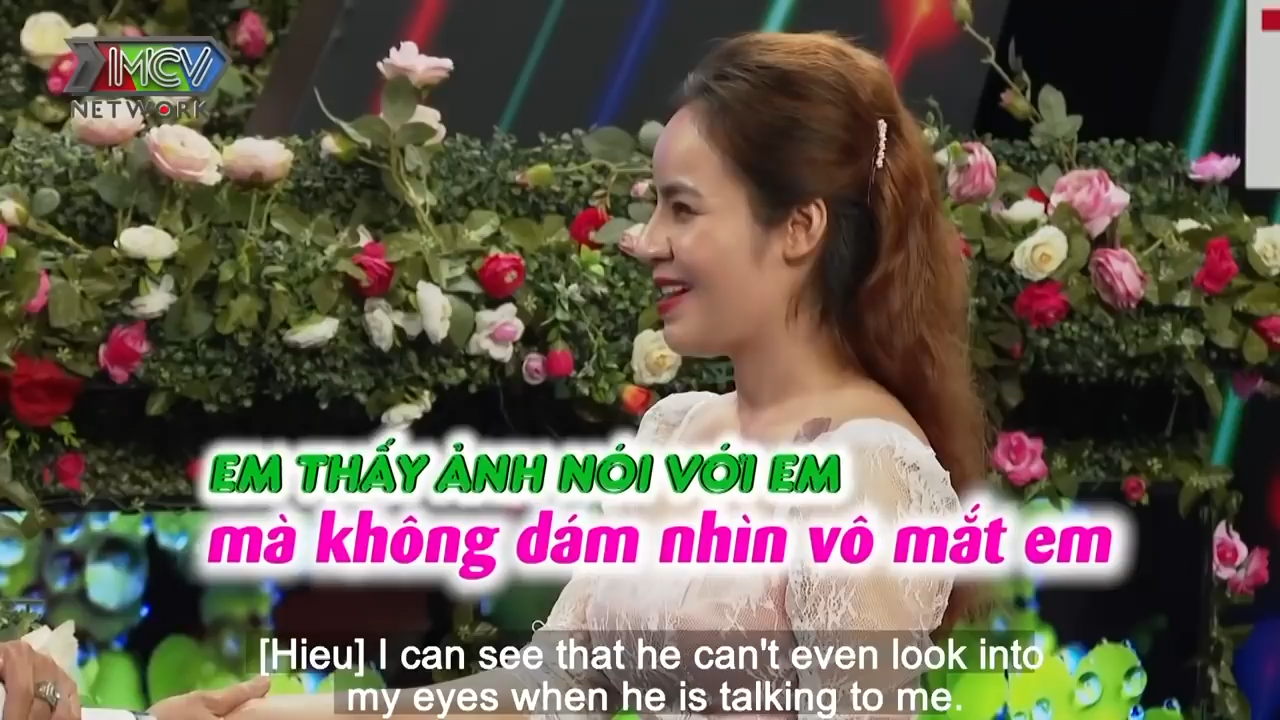 MCV
NETWORK
EM THẤY ẢNH NÓI VỚI EM
mà không dám nhìn vô mắt em
[Hieu] I can see that he can't even look into
my eyes when he is talking to me.